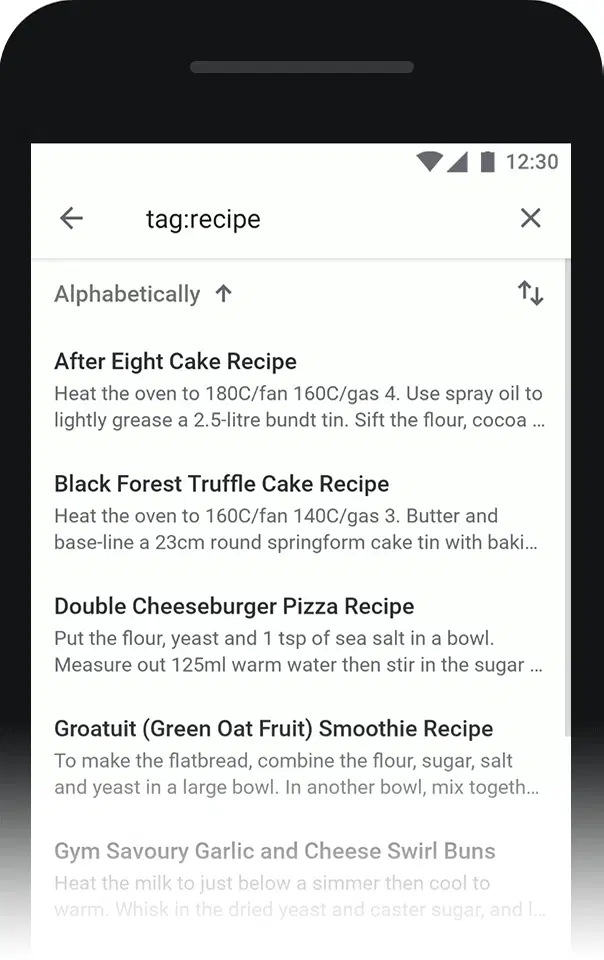 12:30
tag:recipe
Alphabetically
After Eight Cake Recipe
Heat the oven to 180C/fan 160C/gas 4. Use spray oil to
lightly grease a 2.5-litre bundt tin. Sift the flour, cocoa ...
Black Forest Truffle Cake Recipe
Heat the oven to 160C/fan 140C/gas 3. Butter and
base-line a 23cm round springform cake tin with baki...
Double Cheeseburger Pizza Recipe
Put the flour, yeast and 1 tsp of sea salt in a bowl.
Measure out 125ml warm water then stir in the sugar ...
Groatuit (Green Oat Fruit) Smoothie Recipe
To make the flatbread, combine the flour, sugar, salt
and yeast in a large bowl. In another bowl, mix togeth...
Gym Savoury Garlic and Cheese Swirl Buns
Heat the milk to just below a simmer then cool to
warm. Whisk in the dried yeast and caster sugar, and l...